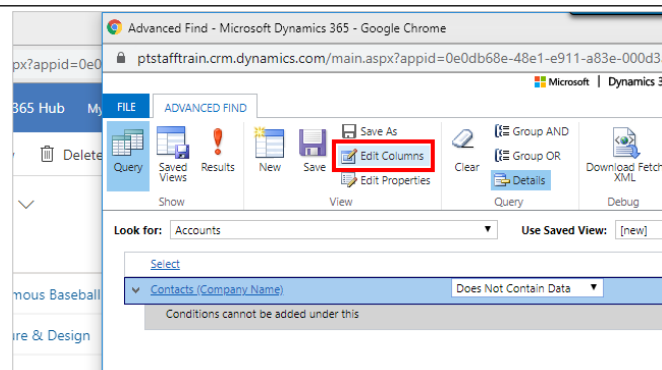 Advanced Find - Microsoft Dynamics 365 - Google Chrome
px?appid=0e0
ptstafftrain.crm.dynamics.com/main.aspx?appid=0e0db68e-48e1-e911-a83e-000d3
Microsoft | Dynamics 3
365 Hub My
FILE ADVANCED FIND
Delete
Query
Saved Views
Results
New
Save
Save As
Edit Columns
Edit Properties
Clear
Group AND
Group OR
Details
Download Fetch XML
Show View Query Debug
Look for: Accounts Use Saved View: [new]
Select
mous Baseball
Contacts (Company Name) Does Not Contain Data
Conditions cannot be added under this
ure & Design